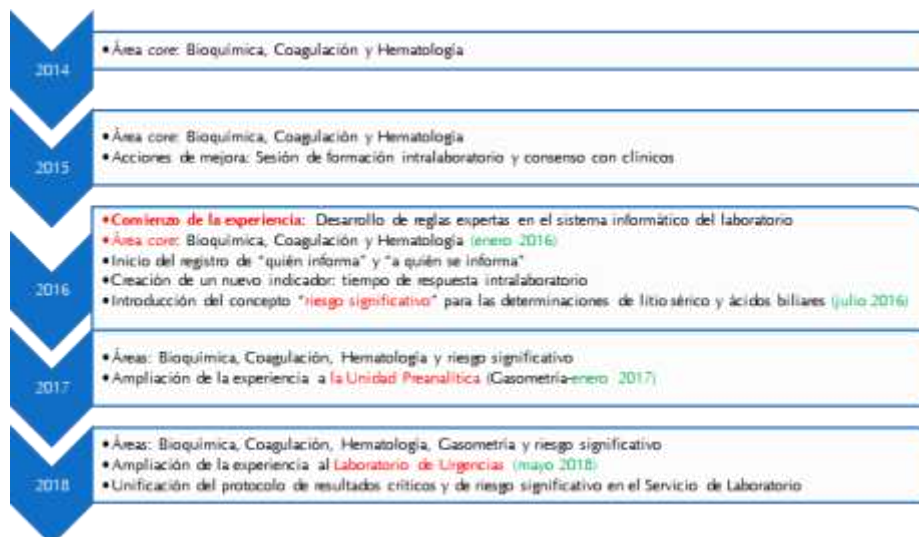 2014
•Área core: Bioquímica, Coagulación y Hematología
2015
•Área core: Bioquímica, Coagulación y Hematología
•Acciones de mejora: Sesión de formación intralaboratorio y consenso con clínicos
2016
•Comienzo de la experiencia: Desarrollo de reglas expertas en el sistema informático del laboratorio
•Área core: Bioquímica, Coagulación y Hematología (enero 2016)
•Inicio del registro de "quién informa" y "a quién se informa"
•Creación de un nuevo indicador: tiempo de respuesta intralaboratorio
•Introducción del concepto "riesgo significativo" para las determinaciones de litio sérico y ácidos biliares (julio 2016)
2017
•Áreas: Bioquímica, Coagulación, Hematología y riesgo significativo
•Ampliación de la experiencia a la Unidad Preanalítica (Gasometría-enero 2017)
2018
•Áreas: Bioquímica, Coagulación, Hematología, Gasometría y riesgo significativo
•Ampliación de la experiencia al Laboratorio de Urgencias (mayo 2018)
•Unificación del protocolo de resultados críticos y de riesgo significativo en el Servicio de Laboratorio